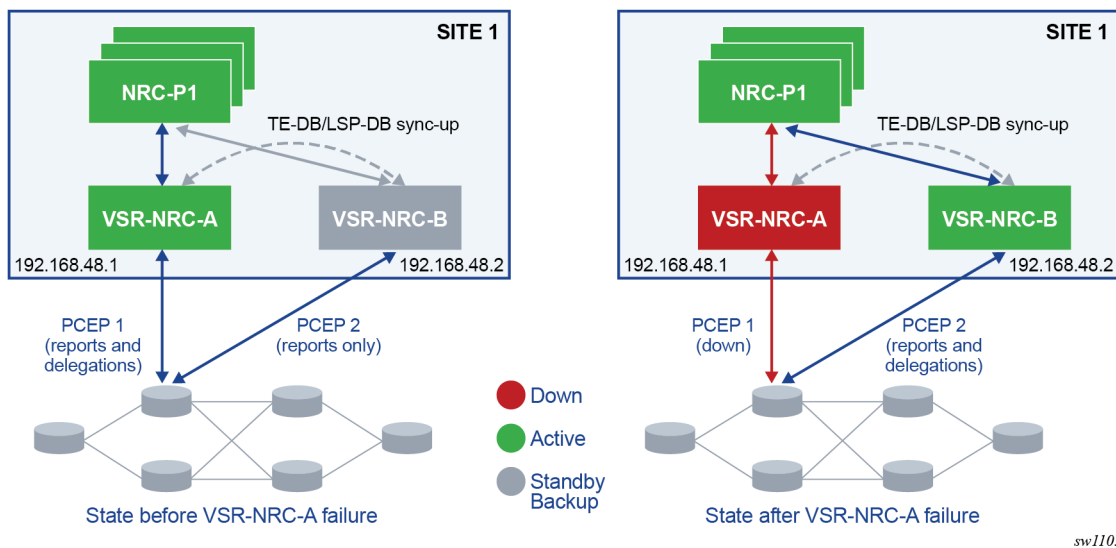 SITE 1
NRC-P1
TE-DB/LSP-DB sync-up
VSR-NRC-A
VSR-NRC-B
192.168.48.1
192.168.48.2
PCEP 1
(reports and
delegations)
PCEP 2
(reports only)
State before VSR-NRC-A failure
Down
Active
Standby
Backup
SITE 1
NRC-P1
TE-DB/LSP-DB sync-up
VSR-NRC-A
VSR-NRC-B
192.168.48.1
192.168.48.2
PCEP 1
(down)
PCEP 2
(reports and
delegations)
State after VSR-NRC-A failure